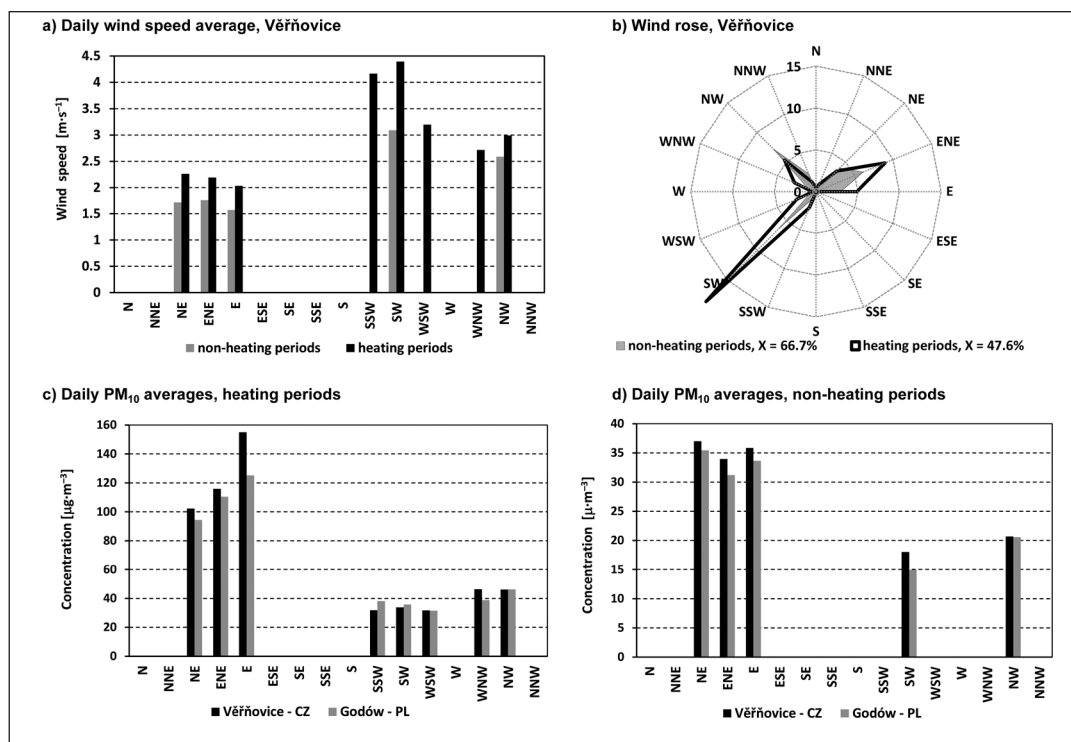 a) Daily wind speed average, Věřňovice
4.5
4
3.5
3
2.5
2
1.5
1
0.5
0
Wind speed [m·s⁻¹]
N NNE NE ENE E ESE SE SSE S SSW SW WSW W WNW NW NNW
non-heating periods heating periods
b) Wind rose, Věřňovice
N
NNE
NE
ENE
E
ESE
SE
SSE
S
SSW
SW
WSW
W
WNW
NW
NNW
15
10
5
0
non-heating periods, X = 66.7% heating periods, X = 47.6%
c) Daily PM₁₀ averages, heating periods
160
140
120
100
80
60
40
20
0
Concentration [µg·m⁻³]
N NNE NE ENE E ESE SE SSE S SSW SW WSW W WNW NW NNW
Věřňovice - CZ Godów - PL
d) Daily PM₁₀ averages, non-heating periods
40
35
30
25
20
15
10
5
0
Concentration [µ·m⁻³]
N NNE NE ENE E ESE SE SSE S SSW SW WSW W WNW NW NNW
Věřňovice - CZ Godów - PL